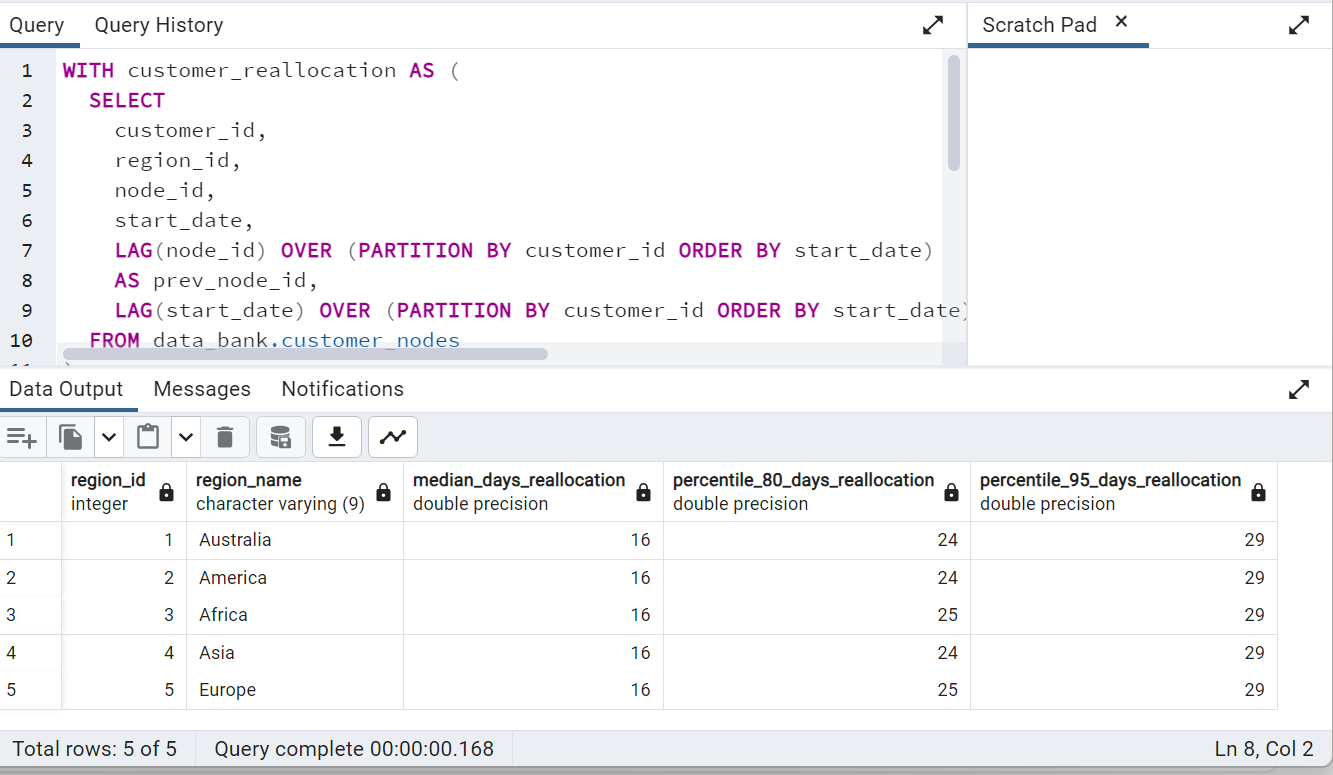 Query Query History Scratch Pad ×
1 WITH customer_reallocation AS (
2 SELECT
3 customer_id,
4 region_id,
5 node_id,
6 start_date,
7 LAG(node_id) OVER (PARTITION BY customer_id ORDER BY start_date)
8 AS prev_node_id,
9 LAG(start_date) OVER (PARTITION BY customer_id ORDER BY start_date)
10 FROM data_bank.customer_nodes
Data Output Messages Notifications
region_id region_name median_days_reallocation percentile_80_days_reallocation percentile_95_days_reallocation
integer character varying (9) double precision double precision double precision
1 1 Australia 16 24 29
2 2 America 16 24 29
3 3 Africa 16 25 29
4 4 Asia 16 24 29
5 5 Europe 16 25 29
Total rows: 5 of 5 Query complete 00:00:00.168 Ln 8, Col 2